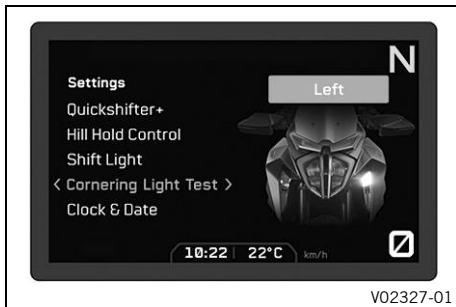 N
Settings
Left
Quickshifter+
Hill Hold Control
Shift Light
< Cornering Light Test >
Clock & Date
10:22 22°C km/h
0
V02327-01